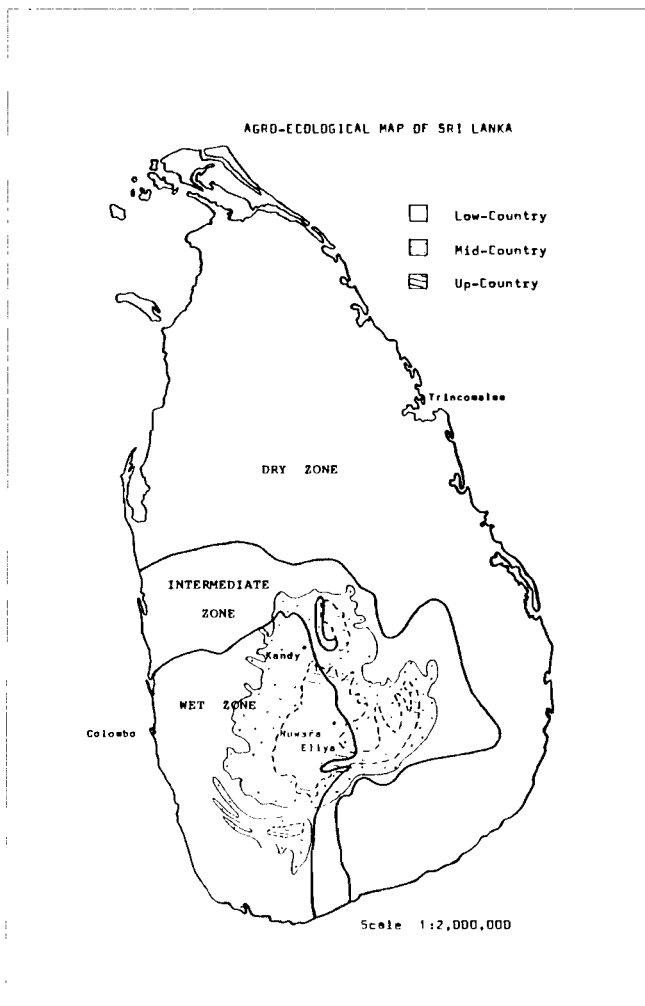 AGRO-ECOLOGICAL MAP OF SRI LANKA
Low-Country
Mid-Country
Up-Country
Trincomalee
DRY ZONE
INTERMEDIATE
ZONE
Kandy
WET ZONE
Colombo
Nuwara
Eliya
Scale 1:2,000,000